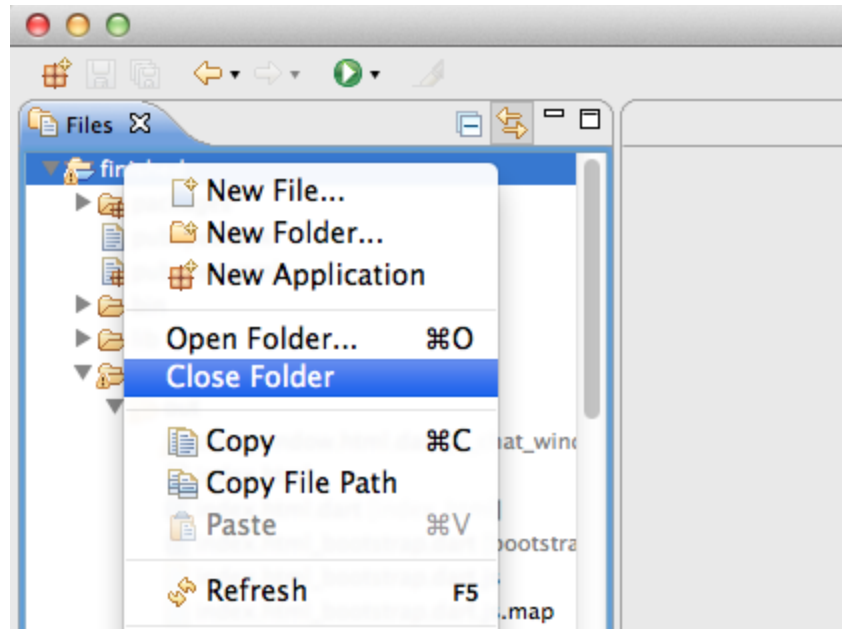 Files
New File...
New Folder...
New Application
Open Folder... ⌘O
Close Folder
Copy ⌘C
at_wind
Copy File Path
Paste ⌘V
bootstra
Refresh F5
.map